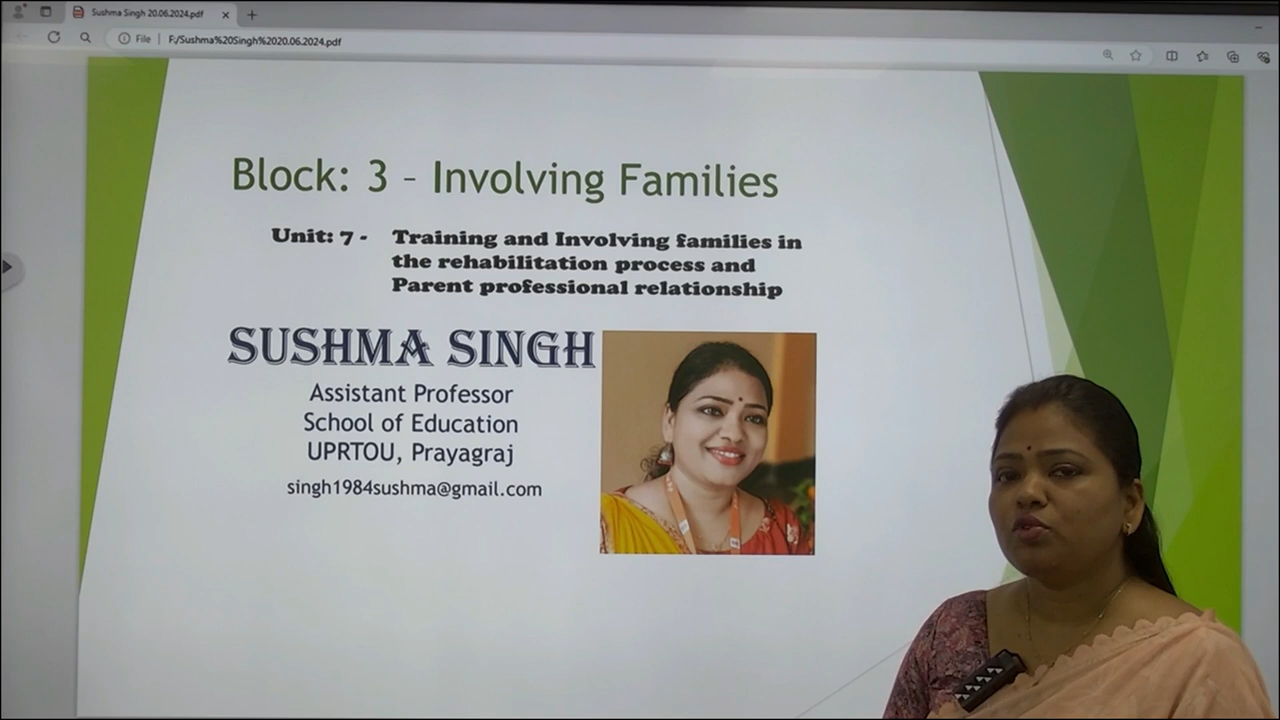 Sushma Singh 20.06.2024.pdf
File
F:/Sushma%20Singh%2020.06.2024.pdf
Block: 3 – Involving Families
Unit: 7 - Training and Involving families in
the rehabilitation process and
Parent professional relationship
SUSHMA SINGH
Assistant Professor
School of Education
UPRTOU, Prayagraj
singh1984sushma@gmail.com